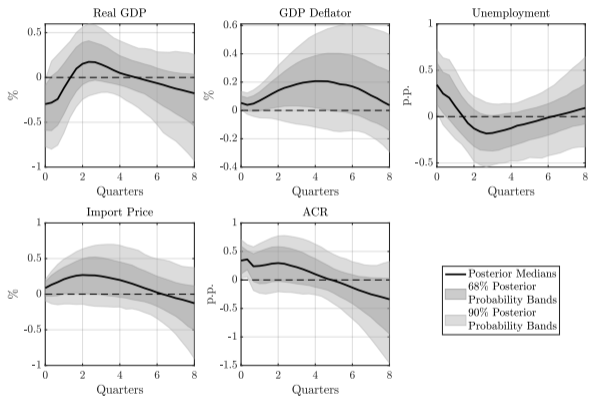 Real GDP
GDP Deflator
Unemployment
0.5
0
-0.5
-1
%
0 2 4 6 8
Quarters
0.6
0.4
0.2
0
-0.2
-0.4
%
0 2 4 6 8
Quarters
1
0.5
0
-0.5
p.p.
0 2 4 6 8
Quarters
Import Price
ACR
1
0.5
0
-0.5
-1
%
0 2 4 6 8
Quarters
1
0.5
0
-0.5
-1
-1.5
p.p.
0 2 4 6 8
Quarters
Posterior Medians
68% Posterior
Probability Bands
90% Posterior
Probability Bands